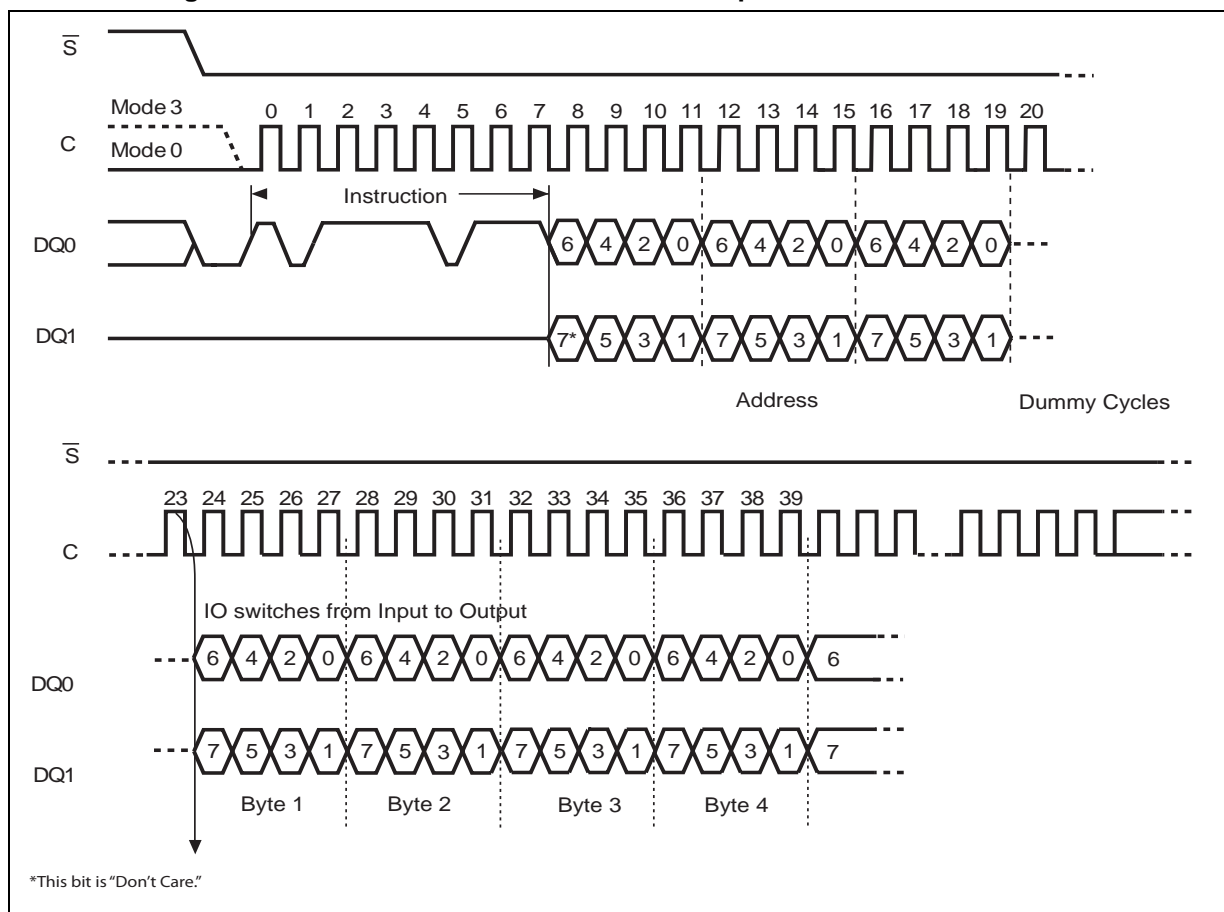 S
Mode 3
0 1 2 3 4 5 6 7 8 9 10 11 12 13 14 15 16 17 18 19 20
C
Mode 0
Instruction
DQ0
6 4 2 0 6 4 2 0 6 4 2 0
DQ1
7* 5 3 1 7 5 3 1 7 5 3 1
Address
Dummy Cycles
S
23 24 25 26 27 28 29 30 31 32 33 34 35 36 37 38 39
C
IO switches from Input to Output
6 4 2 0 6 4 2 0 6 4 2 0 6 4 2 0 6
DQ0
7 5 3 1 7 5 3 1 7 5 3 1 7 5 3 1 7
DQ1
Byte 1 Byte 2 Byte 3 Byte 4
*This bit is “Don’t Care.”